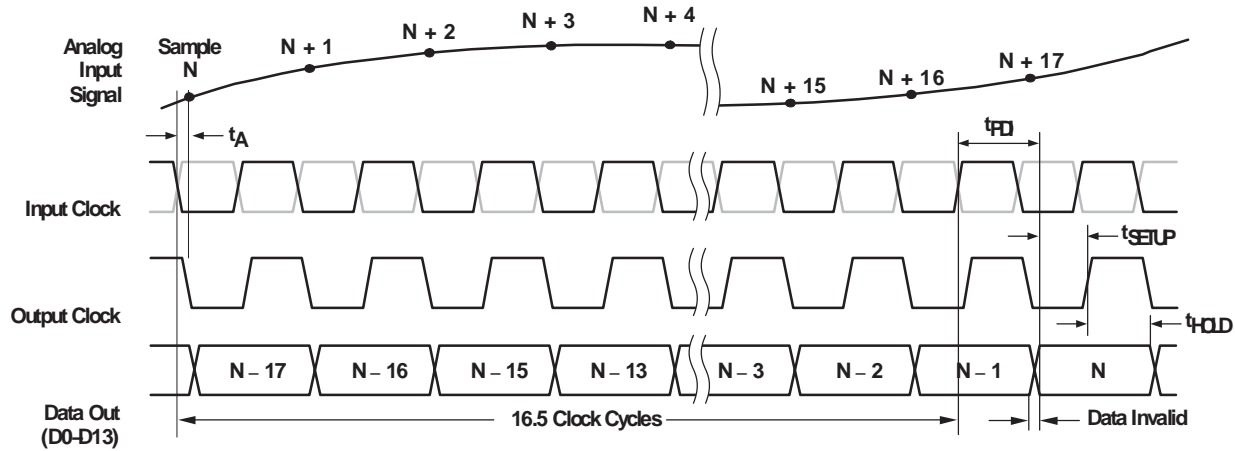 Analog
Input
Signal
Sample
N
N + 1
N + 2
N + 3
N + 4
N + 15
N + 16
N + 17
tA
tPDI
Input Clock
tSETUP
Output Clock
tHOLD
N – 17
N – 16
N – 15
N – 13
N – 3
N – 2
N – 1
N
Data Out
(D0-D13)
16.5 Clock Cycles
Data Invalid